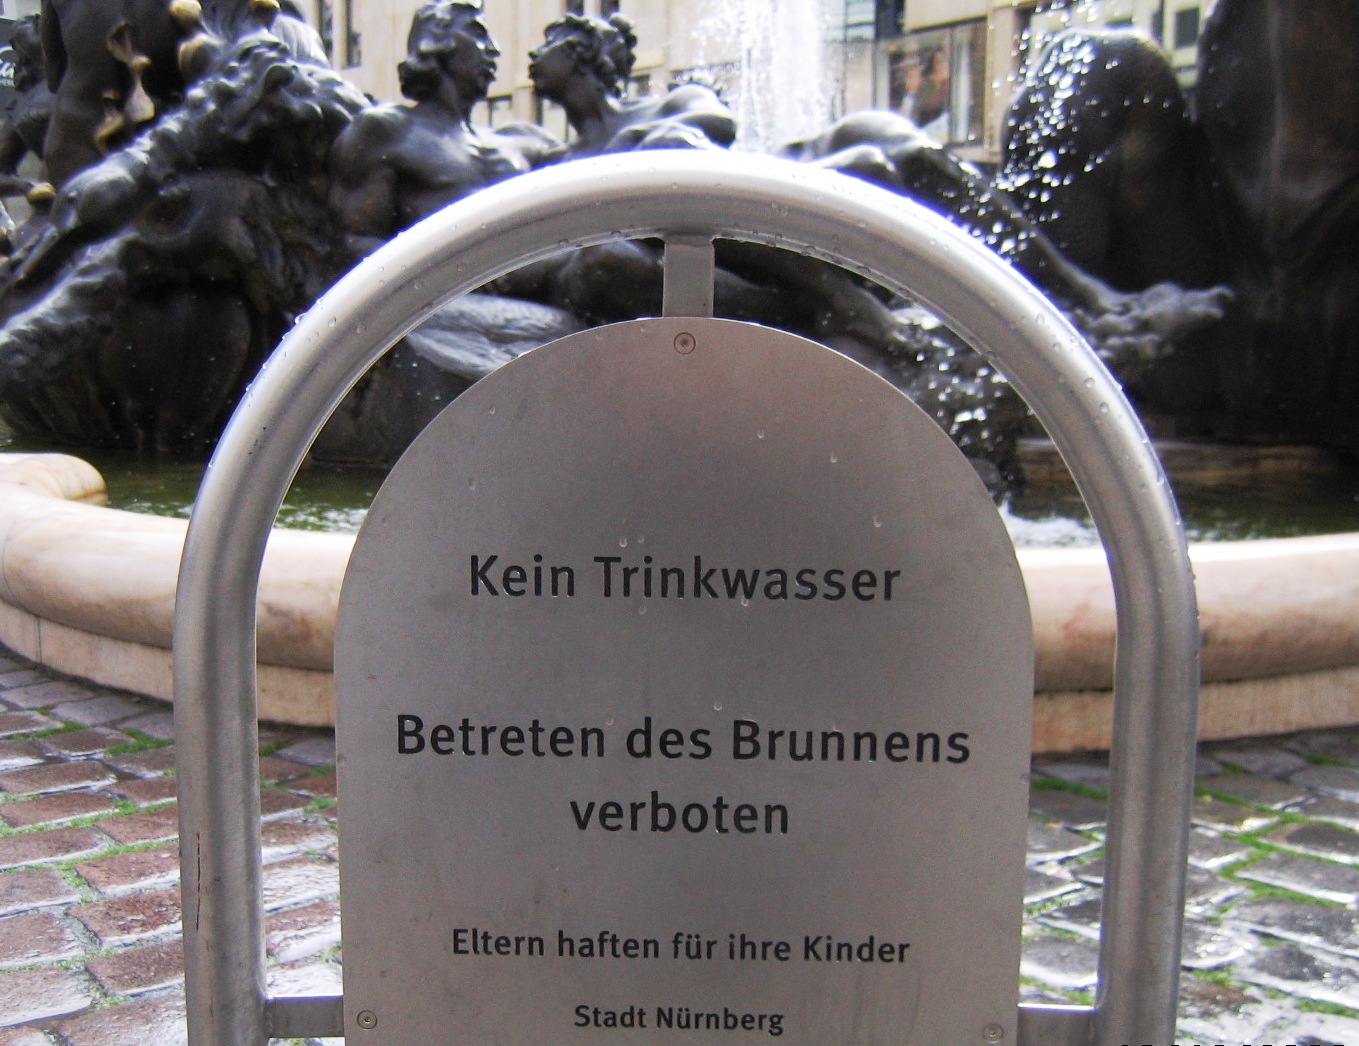 Kein Trinkwasser
Betreten des Brunnens
verboten
Eltern haften für ihre Kinder
Stadt Nürnberg